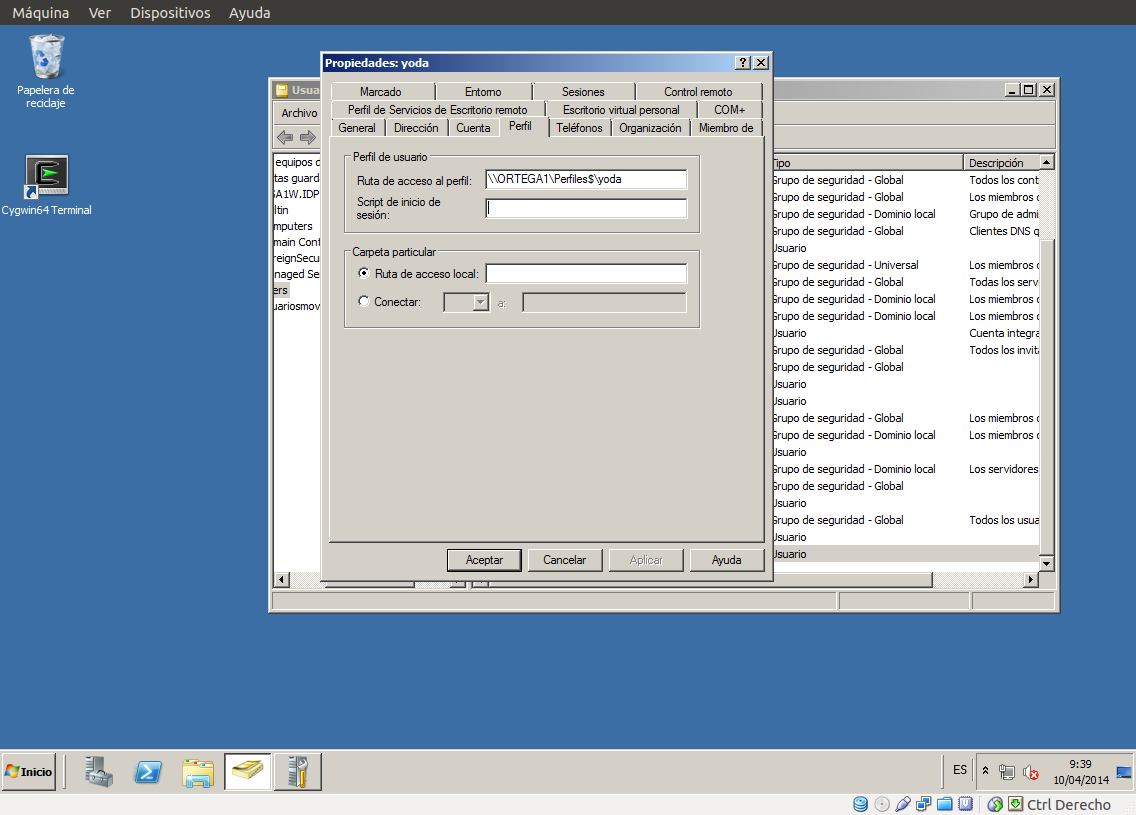 Máquina Ver Dispositivos Ayuda
Papelera de
reciclaje
Cygwin64 Terminal
Usua
Archivo
equipos d
tas guard
A1W.IDP
ltin
mputers
main Cont
reignSecu
naged Se
ers
uariosmov
Propiedades: yoda
Marcado Entorno Sesiones Control remoto
Perfil de Servicios de Escritorio remoto Escritorio virtual personal COM+
General Dirección Cuenta Perfil Teléfonos Organización Miembro de
Perfil de usuario
Ruta de acceso al perfil: \\ORTEGA1\Perfiles$\yoda
Script de inicio de
sesión:
Carpeta particular
Ruta de acceso local:
Conectar: a:
Aceptar Cancelar Aplicar Ayuda
Tipo Descripción
Grupo de seguridad - Global Todos los cont
Grupo de seguridad - Global Los miembros d
Grupo de seguridad - Dominio local Grupo de admi
Grupo de seguridad - Global Clientes DNS q
Usuario
Grupo de seguridad - Universal Los miembros d
Grupo de seguridad - Global Todas los servi
Grupo de seguridad - Dominio local Los miembros d
Grupo de seguridad - Dominio local Los miembros d
Usuario Cuenta integra
Grupo de seguridad - Global Todos los invit
Grupo de seguridad - Global
Usuario
Usuario
Grupo de seguridad - Global Los miembros d
Grupo de seguridad - Dominio local Los miembros d
Usuario
Grupo de seguridad - Dominio local Los servidores
Grupo de seguridad - Global
Usuario
Grupo de seguridad - Global Todos los usua
Usuario
Usuario
Inicio
ES
9:39
10/04/2014
Ctrl Derecho